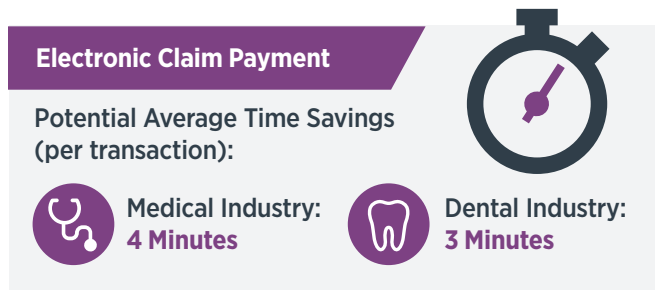 Electronic Claim Payment
Potential Average Time Savings
(per transaction):
Medical Industry:
4 Minutes
Dental Industry:
3 Minutes